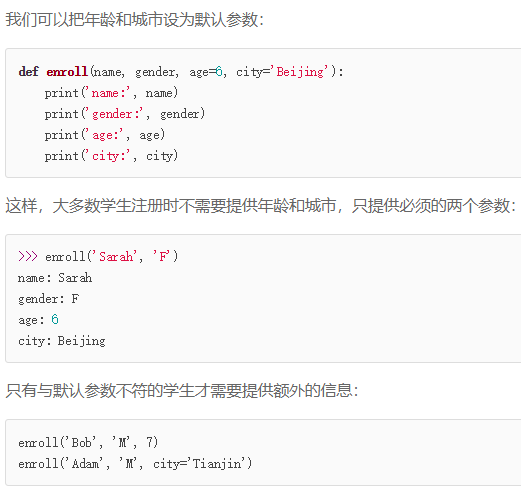 我们可以把年龄和城市设为默认参数：
def enroll(name, gender, age=6, city='Beijing'):
    print('name:', name)
    print('gender:', gender)
    print('age:', age)
    print('city:', city)
这样，大多数学生注册时不需要提供年龄和城市，只提供必须的两个参数：
>>> enroll('Sarah', 'F')
name: Sarah
gender: F
age: 6
city: Beijing
只有与默认参数不符的学生才需要提供额外的信息：
enroll('Bob', 'M', 7)
enroll('Adam', 'M', city='Tianjin')